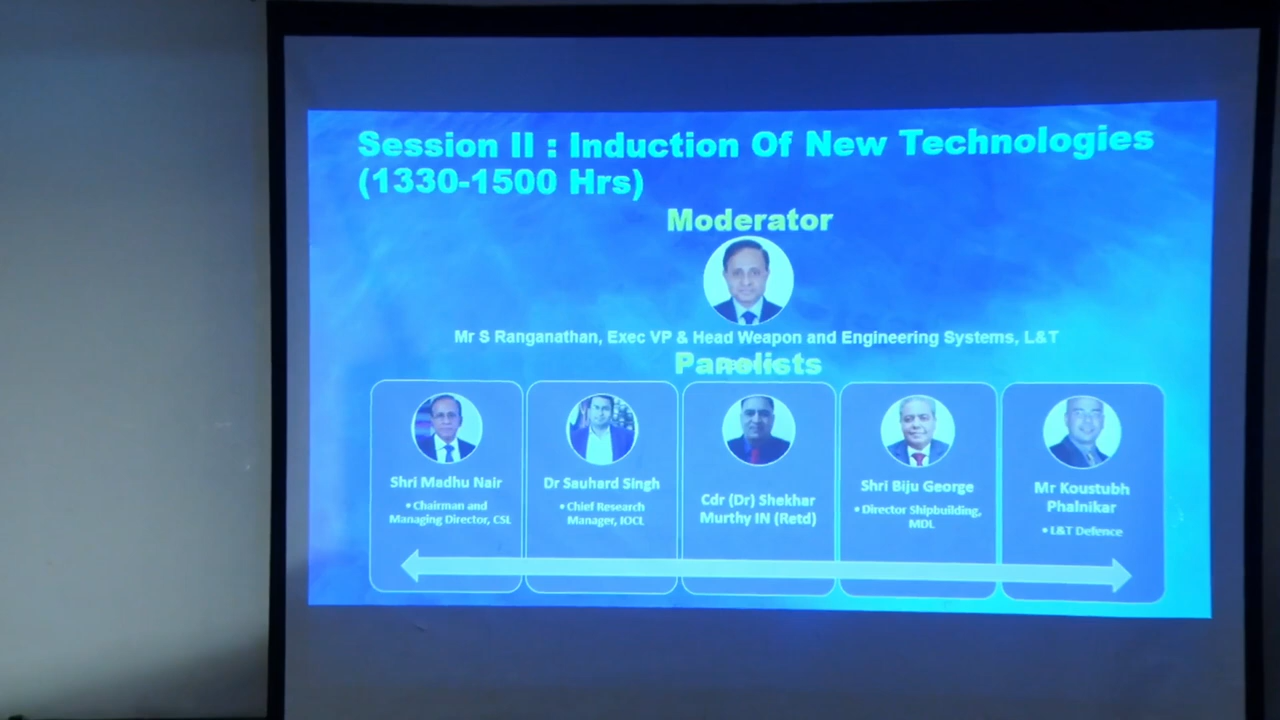 Session II : Induction Of New Technologies
(1330-1500 Hrs)
Moderator
Mr S Ranganathan, Exec VP & Head Weapon and Engineering Systems, L&T
Panelists
Shri Madhu Nair
• Chairman and
Managing Director, CSL
Dr Sauhard Singh
• Chief Research
Manager, IOCL
Cdr (Dr) Shekhar
Murthy IN (Retd)
Shri Biju George
• Director Shipbuilding,
MDL
Mr Koustubh
Phalnikar
• L&T Defence